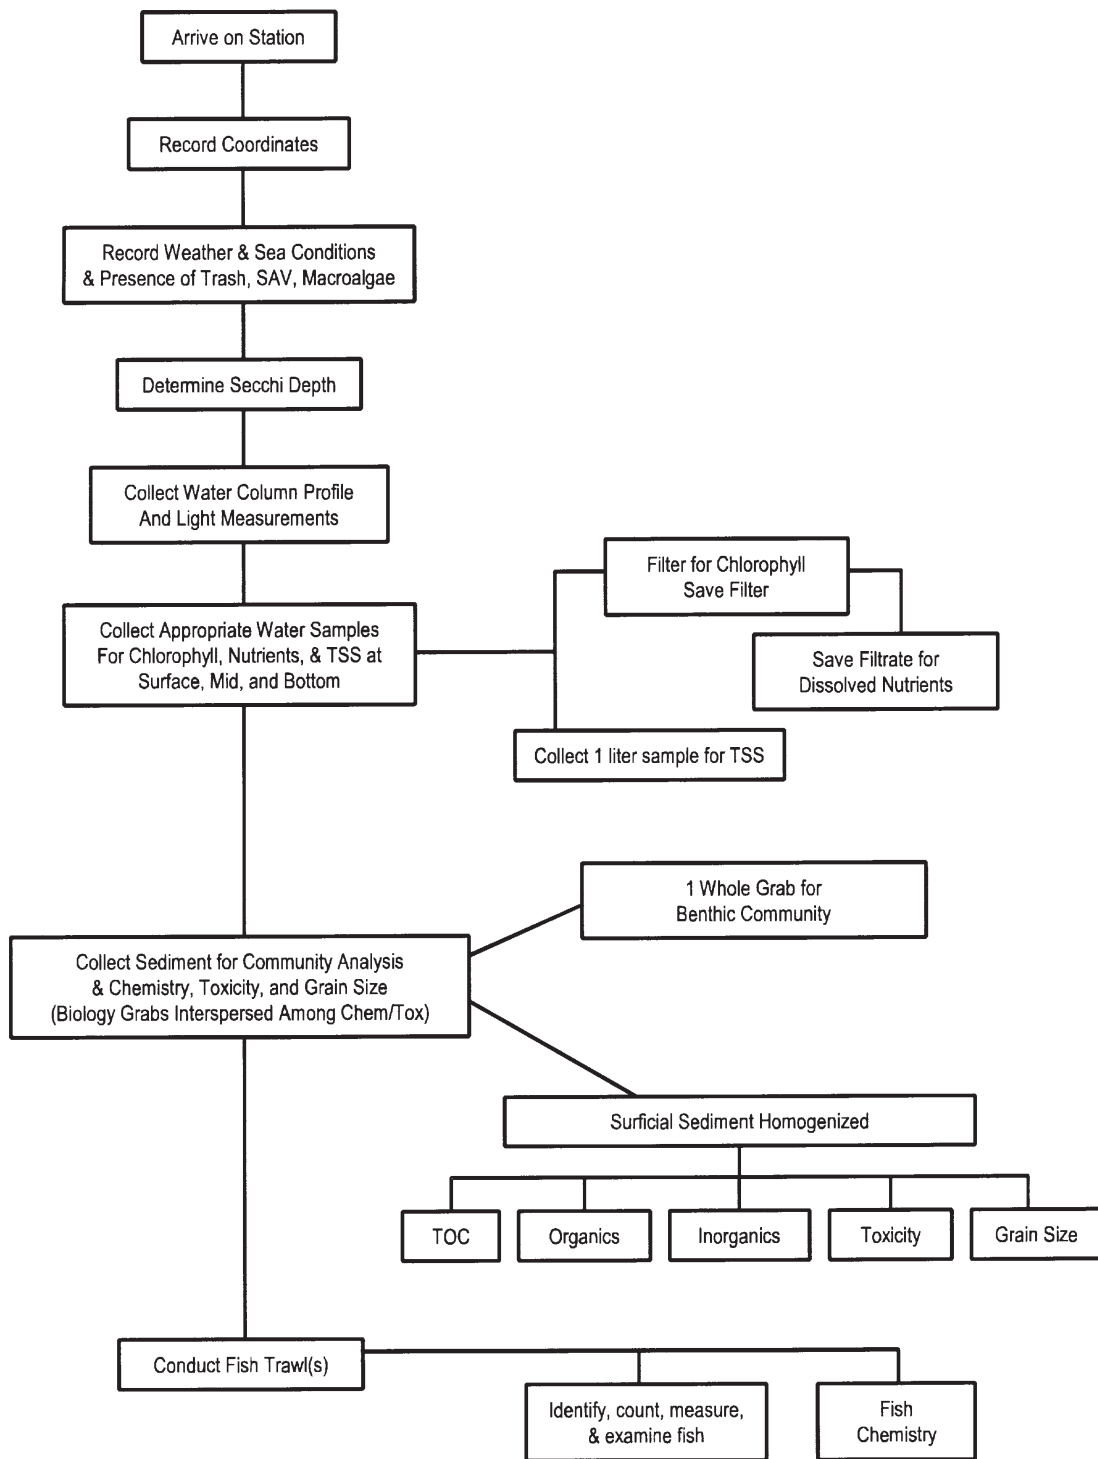 Arrive on Station
Record Coordinates
Record Weather & Sea Conditions
& Presence of Trash, SAV, Macroalgae
Determine Secchi Depth
Collect Water Column Profile
And Light Measurements
Collect Appropriate Water Samples
For Chlorophyll, Nutrients, & TSS at
Surface, Mid, and Bottom
Filter for Chlorophyll
Save Filter
Save Filtrate for
Dissolved Nutrients
Collect 1 liter sample for TSS
Collect Sediment for Community Analysis
& Chemistry, Toxicity, and Grain Size
(Biology Grabs Interspersed Among Chem/Tox)
1 Whole Grab for
Benthic Community
Surficial Sediment Homogenized
TOC
Organics
Inorganics
Toxicity
Grain Size
Conduct Fish Trawl(s)
Identify, count, measure,
& examine fish
Fish
Chemistry